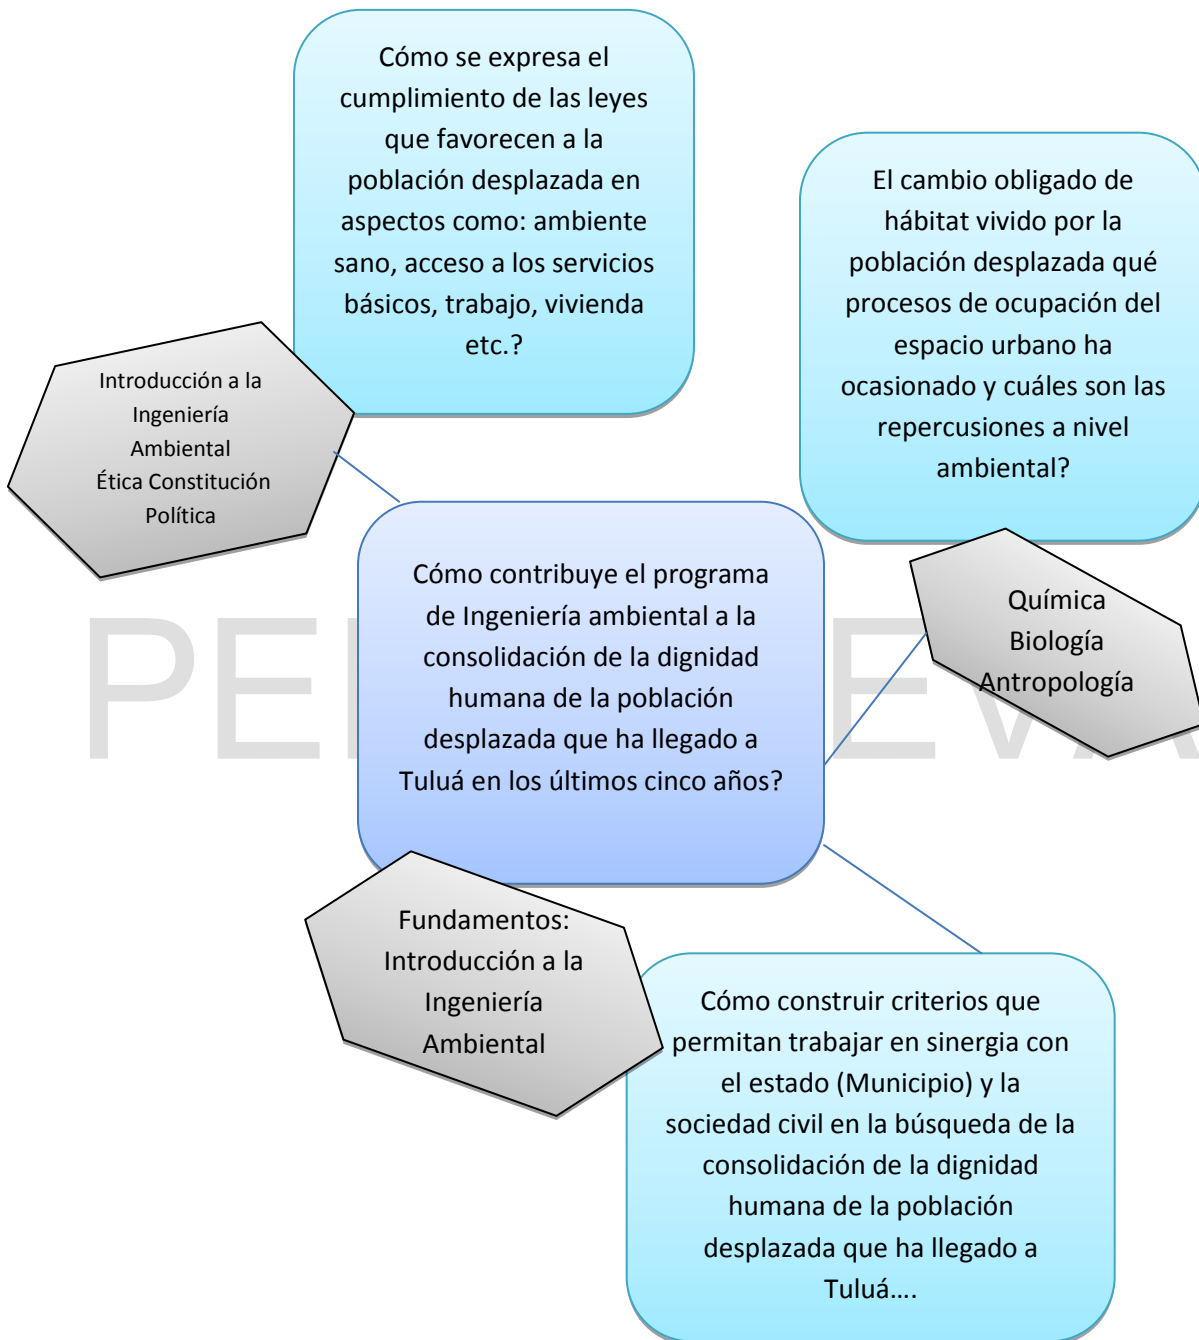 Cómo se expresa el
cumplimiento de las leyes
que favorecen a la
población desplazada en
aspectos como: ambiente
sano, acceso a los servicios
básicos, trabajo, vivienda
etc.?
El cambio obligado de
hábitat vivido por la
población desplazada qué
procesos de ocupación del
espacio urbano ha
ocasionado y cuáles son las
repercusiones a nivel
ambiental?
Introducción a la
Ingeniería
Ambiental
Ética Constitución
Política
Cómo contribuye el programa
de Ingeniería ambiental a la
consolidación de la dignidad
humana de la población
desplazada que ha llegado a
Tuluá en los últimos cinco años?
Química
Biología
Antropología
Fundamentos:
Introducción a la
Ingeniería
Ambiental
Cómo construir criterios que
permitan trabajar en sinergia con
el estado (Municipio) y la
sociedad civil en la búsqueda de la
consolidación de la dignidad
humana de la población
desplazada que ha llegado a
Tuluá....